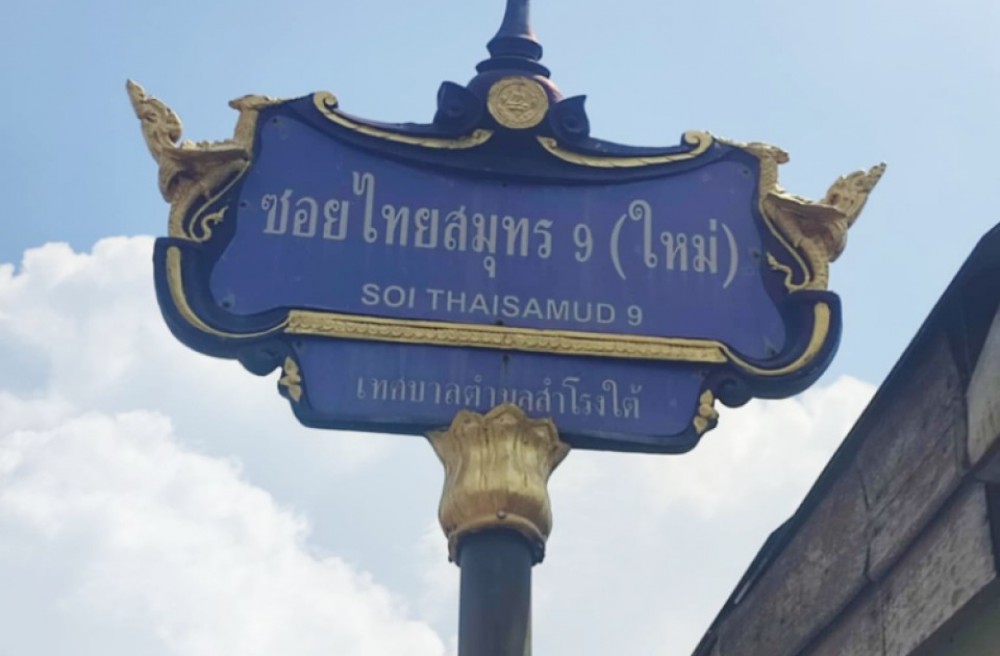 ซอยไทยสมุทร 9 (ใหม่)
SOI THAISAMUD 9
เทศบาลตำบลสำโรงใต้